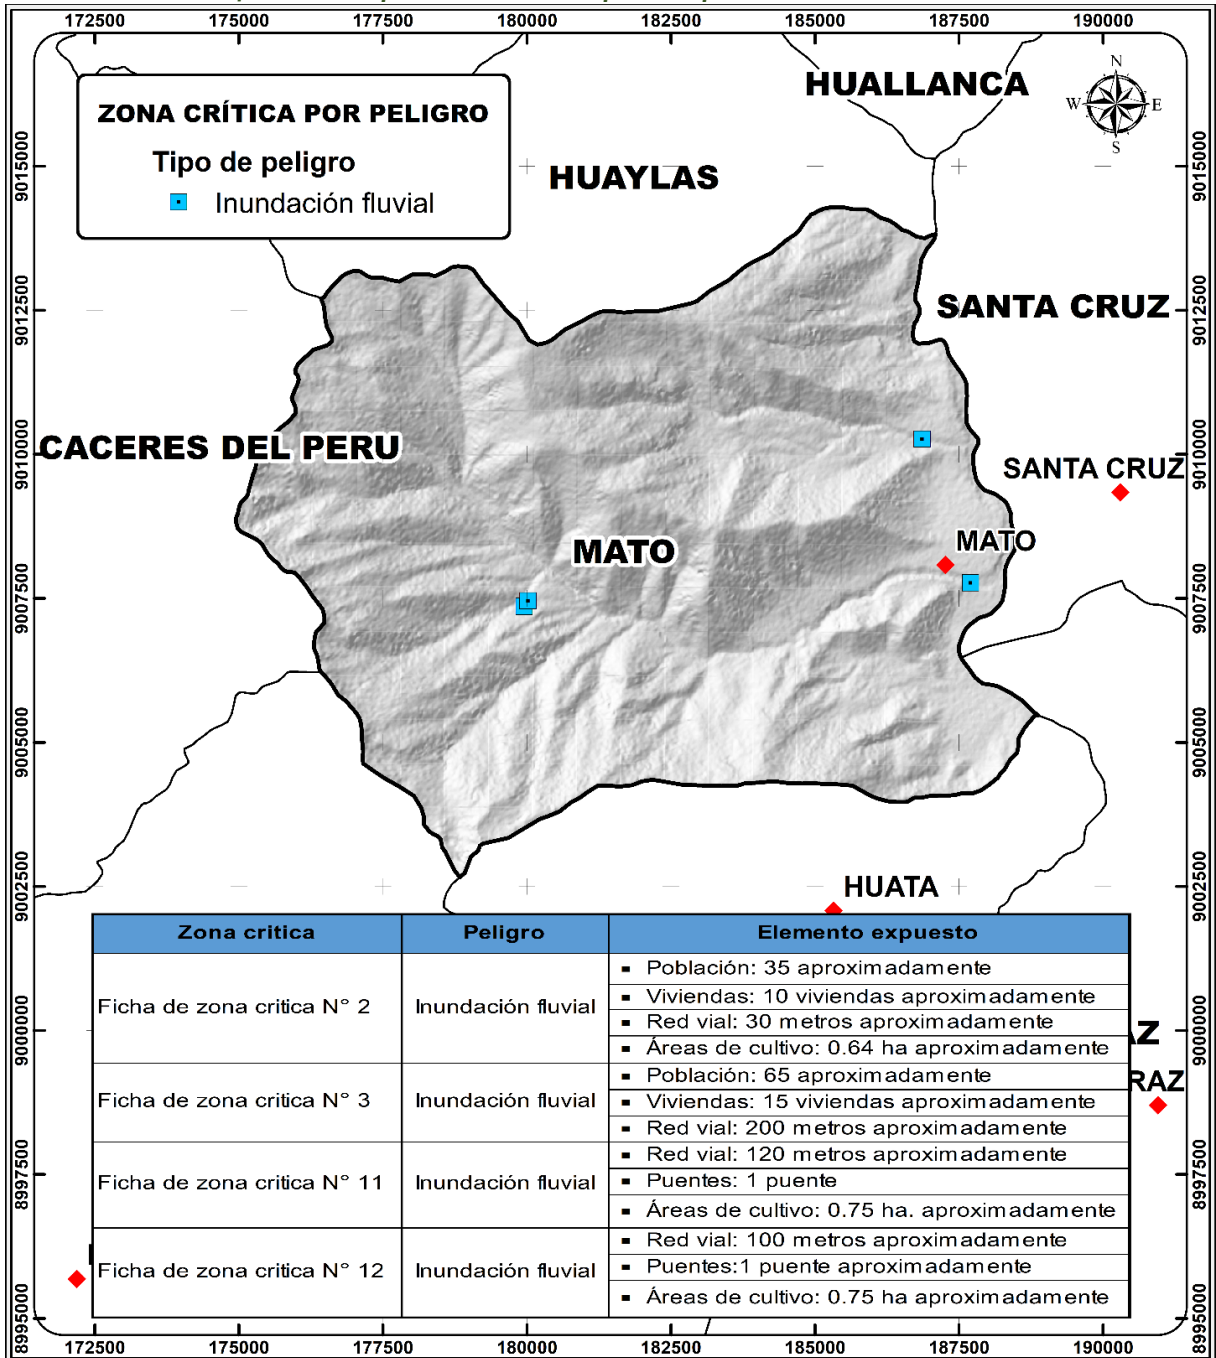 172500 175000 177500 180000 182500 185000 187500 190000
HUALLANCA
N
W E
S
ZONA CRÍTICA POR PELIGRO
Tipo de peligro
Inundación fluvial
HUAYLAS
SANTA CRUZ
CACERES DEL PERU
SANTA CRUZ
MATO
MATO
HUATA
9015000 9015000
9012500 9012500
9010000 9010000
9007500 9007500
9005000 9005000
9002500 9002500
9000000 9000000
8997500 8997500
8995000 8995000
Zona critica Peligro Elemento expuesto
Ficha de zona critica N° 2 Inundación fluvial
▪ Población: 35 aproximadamente
▪ Viviendas: 10 viviendas aproximadamente
▪ Red vial: 30 metros aproximadamente
▪ Áreas de cultivo: 0.64 ha aproximadamente
Ficha de zona critica N° 3 Inundación fluvial
▪ Población: 65 aproximadamente
▪ Viviendas: 15 viviendas aproximadamente
▪ Red vial: 200 metros aproximadamente
Ficha de zona critica N° 11 Inundación fluvial
▪ Red vial: 120 metros aproximadamente
▪ Puentes: 1 puente
▪ Áreas de cultivo: 0.75 ha. aproximadamente
Ficha de zona critica N° 12 Inundación fluvial
▪ Red vial: 100 metros aproximadamente
▪ Puentes:1 puente aproximadamente
▪ Áreas de cultivo: 0.75 ha aproximadamente
AZ
RAZ
172500 175000 177500 180000 182500 185000 187500 190000